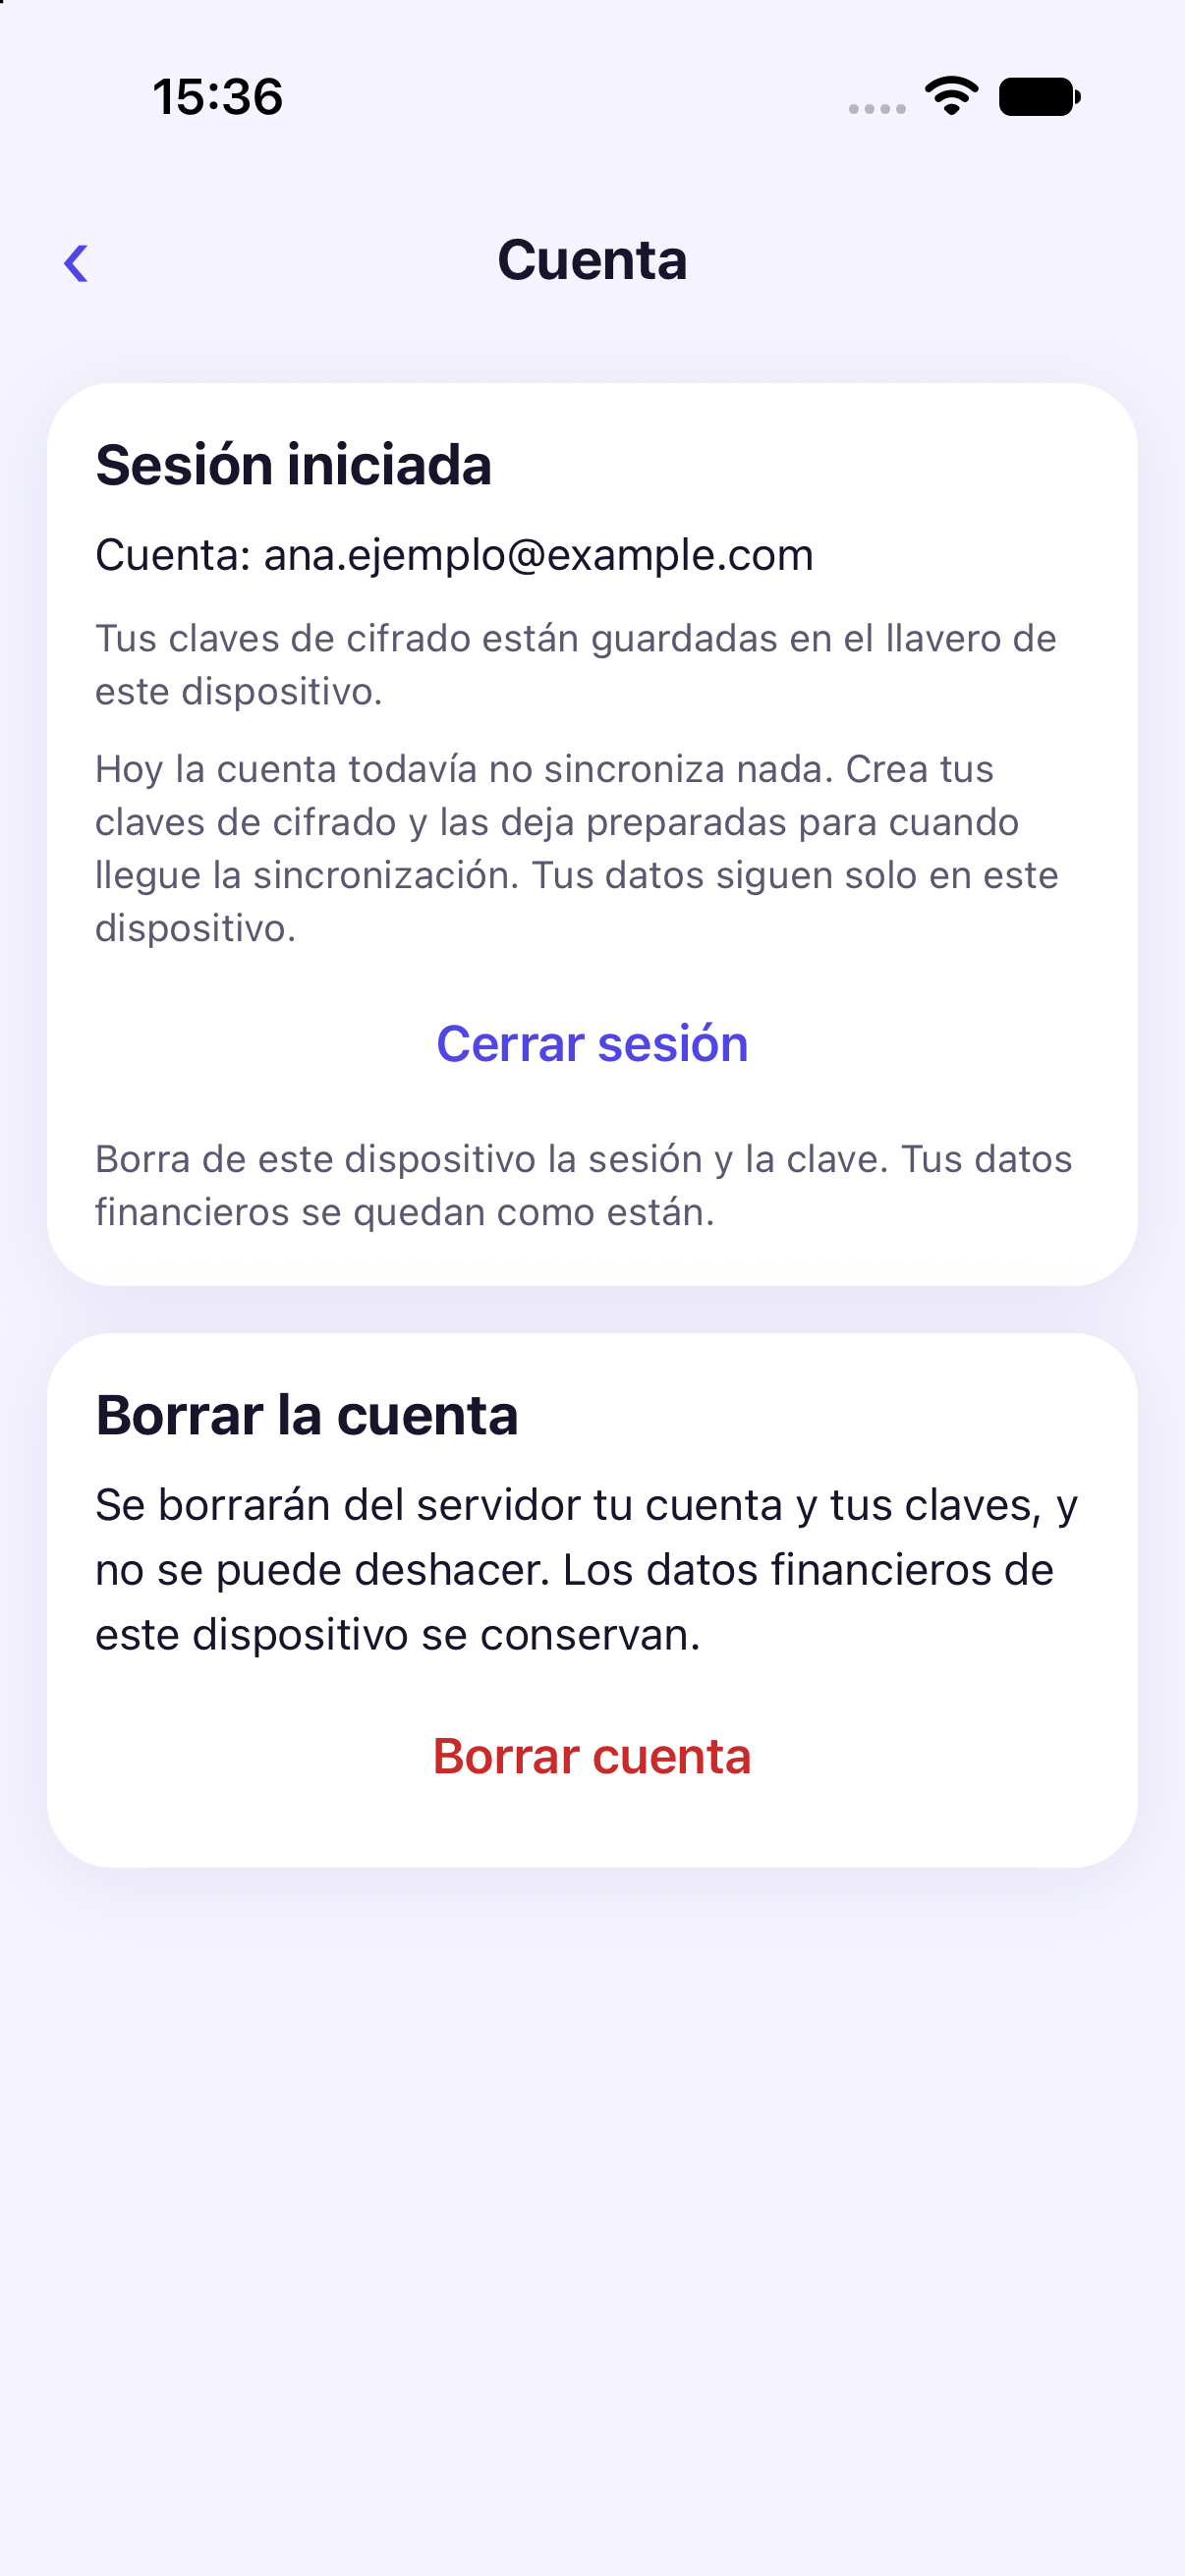 15:36
Cuenta
Sesión iniciada
Cuenta: ana.ejemplo@example.com
Tus claves de cifrado están guardadas en el llavero de
este dispositivo.
Hoy la cuenta todavía no sincroniza nada. Crea tus
claves de cifrado y las deja preparadas para cuando
llegue la sincronización. Tus datos siguen solo en este
dispositivo.
Cerrar sesión
Borra de este dispositivo la sesión y la clave. Tus datos
financieros se quedan como están.
Borrar la cuenta
Se borrarán del servidor tu cuenta y tus claves, y
no se puede deshacer. Los datos financieros de
este dispositivo se conservan.
Borrar cuenta